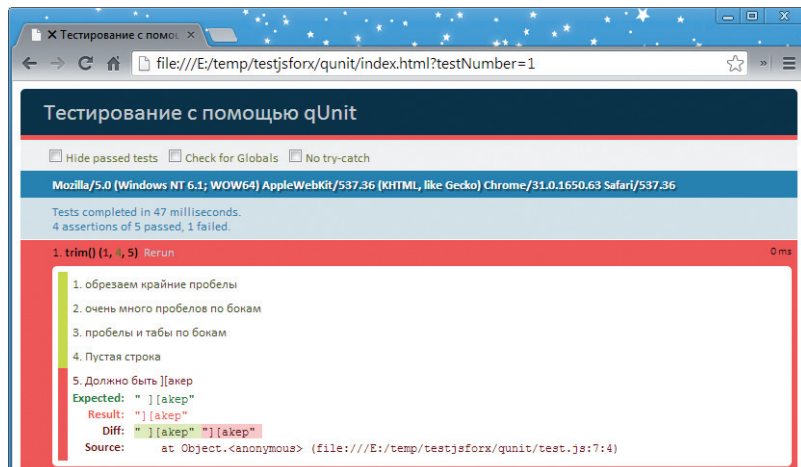 X Тестирование с помощ
file:///E:/temp/testjsforx/qunit/index.html?testNumber=1
Тестирование с помощью qUnit
Hide passed tests Check for Globals No try-catch
Mozilla/5.0 (Windows NT 6.1; WOW64) AppleWebKit/537.36 (KHTML, like Gecko) Chrome/31.0.1650.63 Safari/537.36
Tests completed in 47 milliseconds.
4 assertions of 5 passed, 1 failed.
1. trim() (1, 4, 5) Rerun 0 ms
1. обрезаем крайние пробелы
2. очень много пробелов по бокам
3. пробелы и табы по бокам
4. Пустая строка
5. Должно быть ][акер
Expected: " ][akep"
Result: "][akep"
Diff: " ][akep" "][akep"
Source: at Object.<anonymous> (file:///E:/temp/testjsforx/qunit/test.js:7:4)